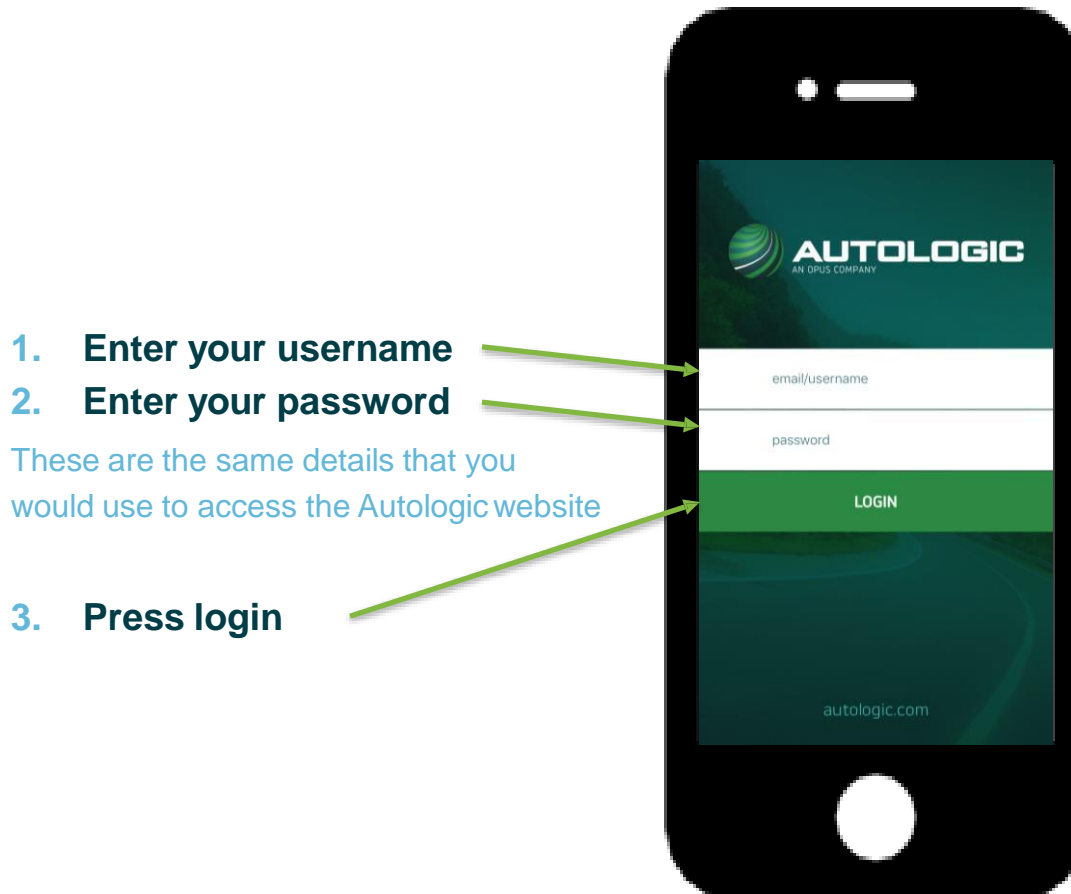 AUTOLOGIC
AN OPUS COMPANY
1. Enter your username
email/username
2. Enter your password
password
These are the same details that you
would use to access the Autologic website
LOGIN
3. Press login
autologic.com